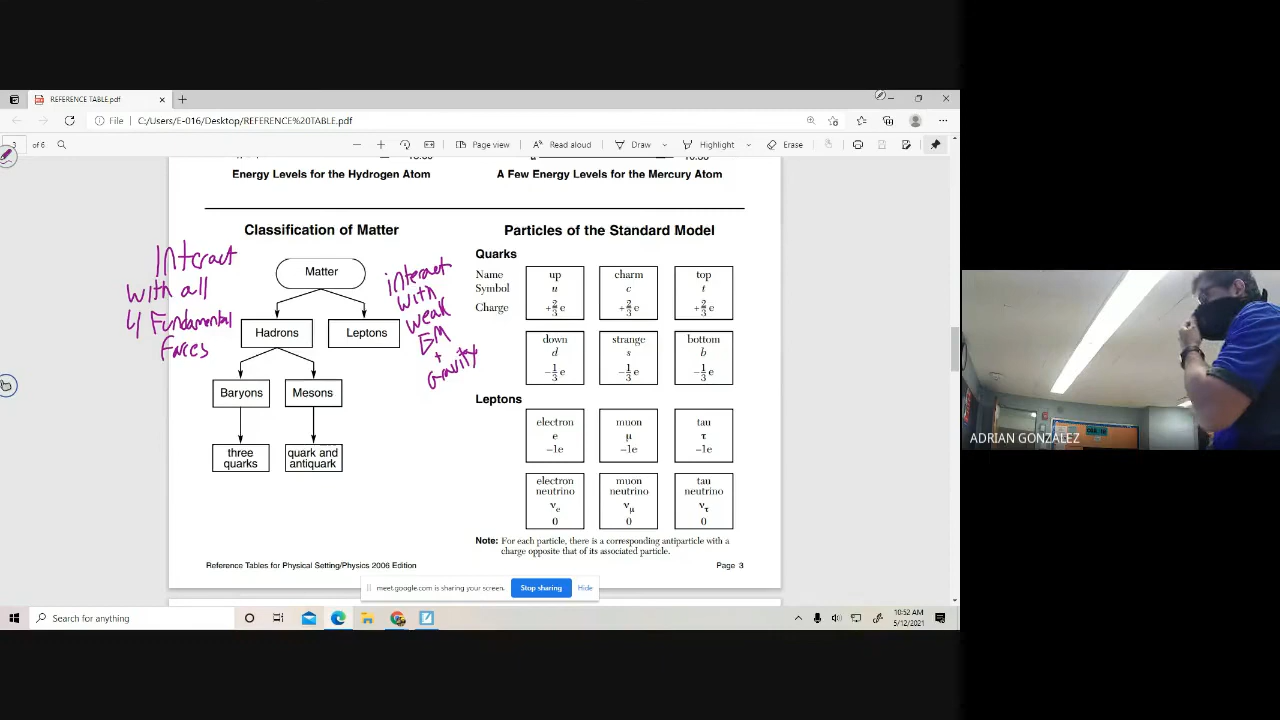 REFERENCE TABLE.pdf
File C:/Users/E-016/Desktop/REFERENCE%20TABLE.pdf
of 6
Page view
Read aloud
Draw
Highlight
Erase
Energy Levels for the Hydrogen Atom
A Few Energy Levels for the Mercury Atom
Classification of Matter
Matter
Hadrons
Leptons
Baryons
Mesons
three
quarks
quark and
antiquark
Interact
with all
4 Fundamental
Forces
interact
with
weak
EM
+
Gravity
Particles of the Standard Model
Quarks
Name up charm top
Symbol u c t
Charge +2/3 e +2/3 e +2/3 e
down strange bottom
d s b
-1/3 e -1/3 e -1/3 e
Leptons
electron muon tau
e μ τ
-1e -1e -1e
electron muon tau
neutrino neutrino neutrino
νe νμ ντ
0 0 0
Note: For each particle, there is a corresponding antiparticle with a
charge opposite that of its associated particle.
Reference Tables for Physical Setting/Physics 2006 Edition
Page 3
meet.google.com is sharing your screen.
Stop sharing
Hide
Search for anything
10:52 AM
5/12/2021
ADRIAN GONZALEZ